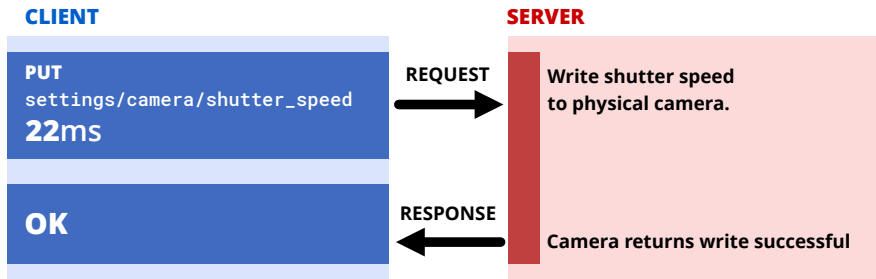 CLIENT
SERVER
PUT
settings/camera/shutter_speed
22ms
REQUEST
Write shutter speed
to physical camera.
OK
RESPONSE
Camera returns write successful